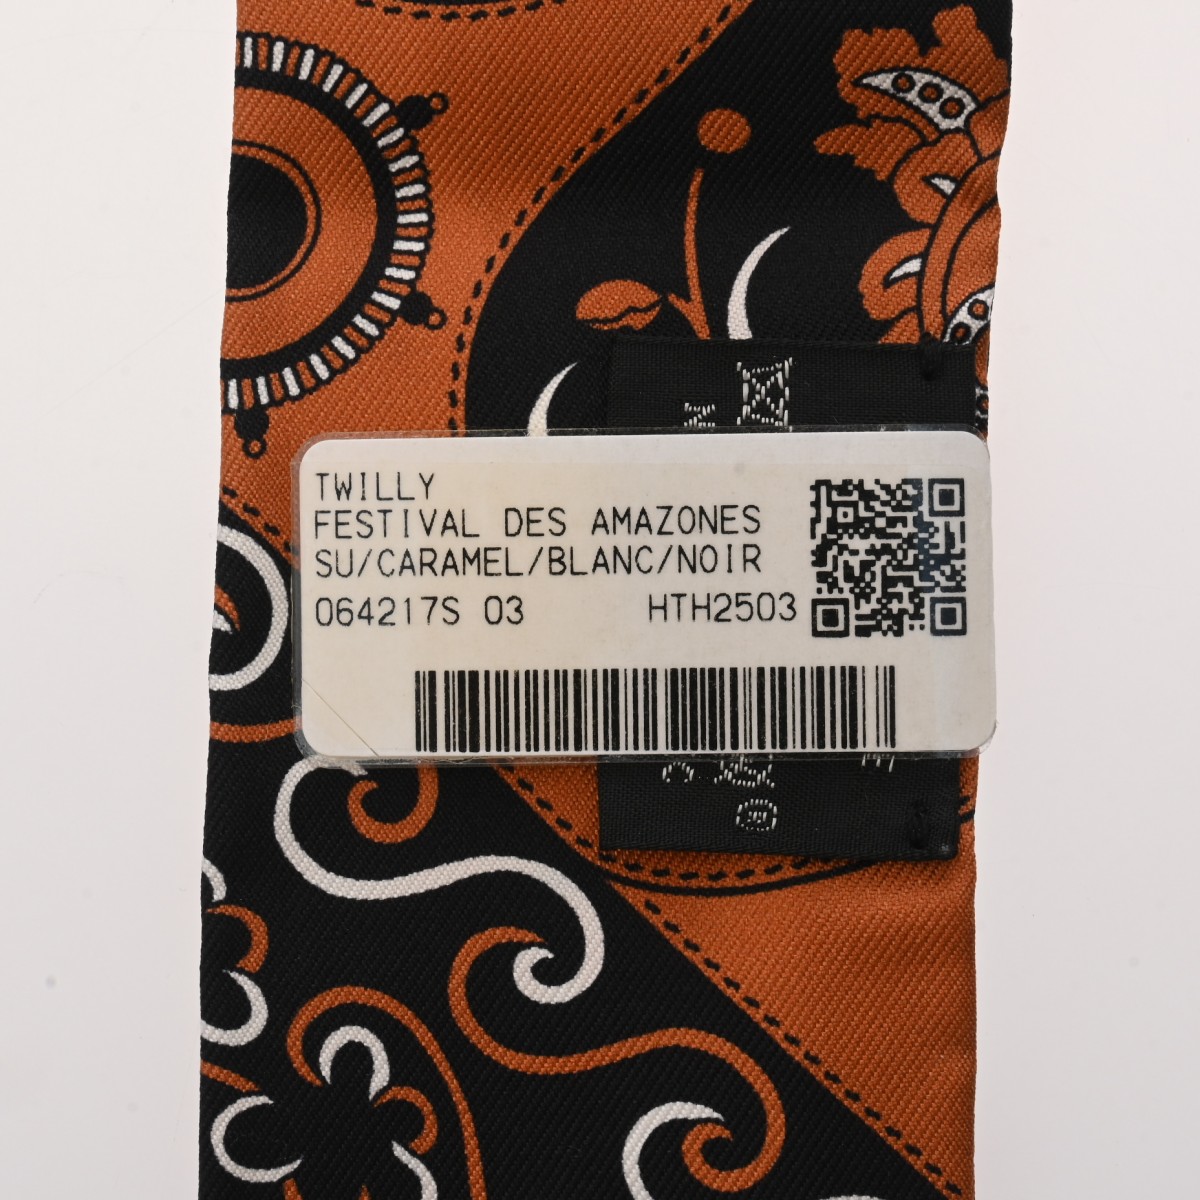 TWILLY
FESTIVAL DES AMAZONES
SU/CARAMEL/BLANC/NOIR
064217S 03 HTH2503